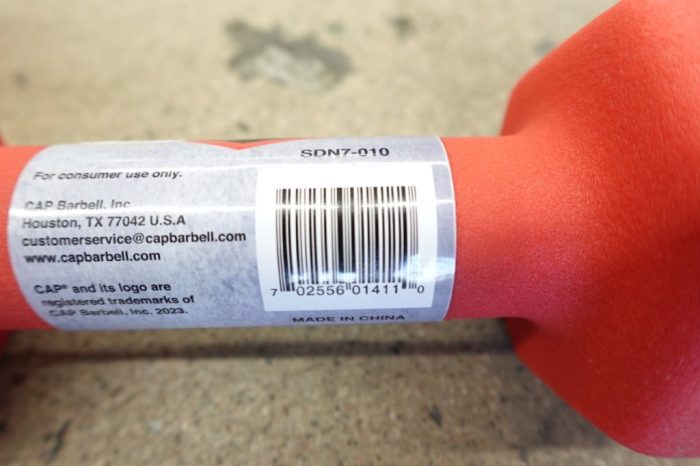 SDN7-010
For consumer use only.
CAP Barbell, Inc
Houston, TX 77042 U.S.A
customerservice@capbarbell.com
www.capbarbell.com
CAP® and its logo are
registered trademarks of
CAP Barbell, Inc. 2023.
7 02556 01411 0
MADE IN CHINA